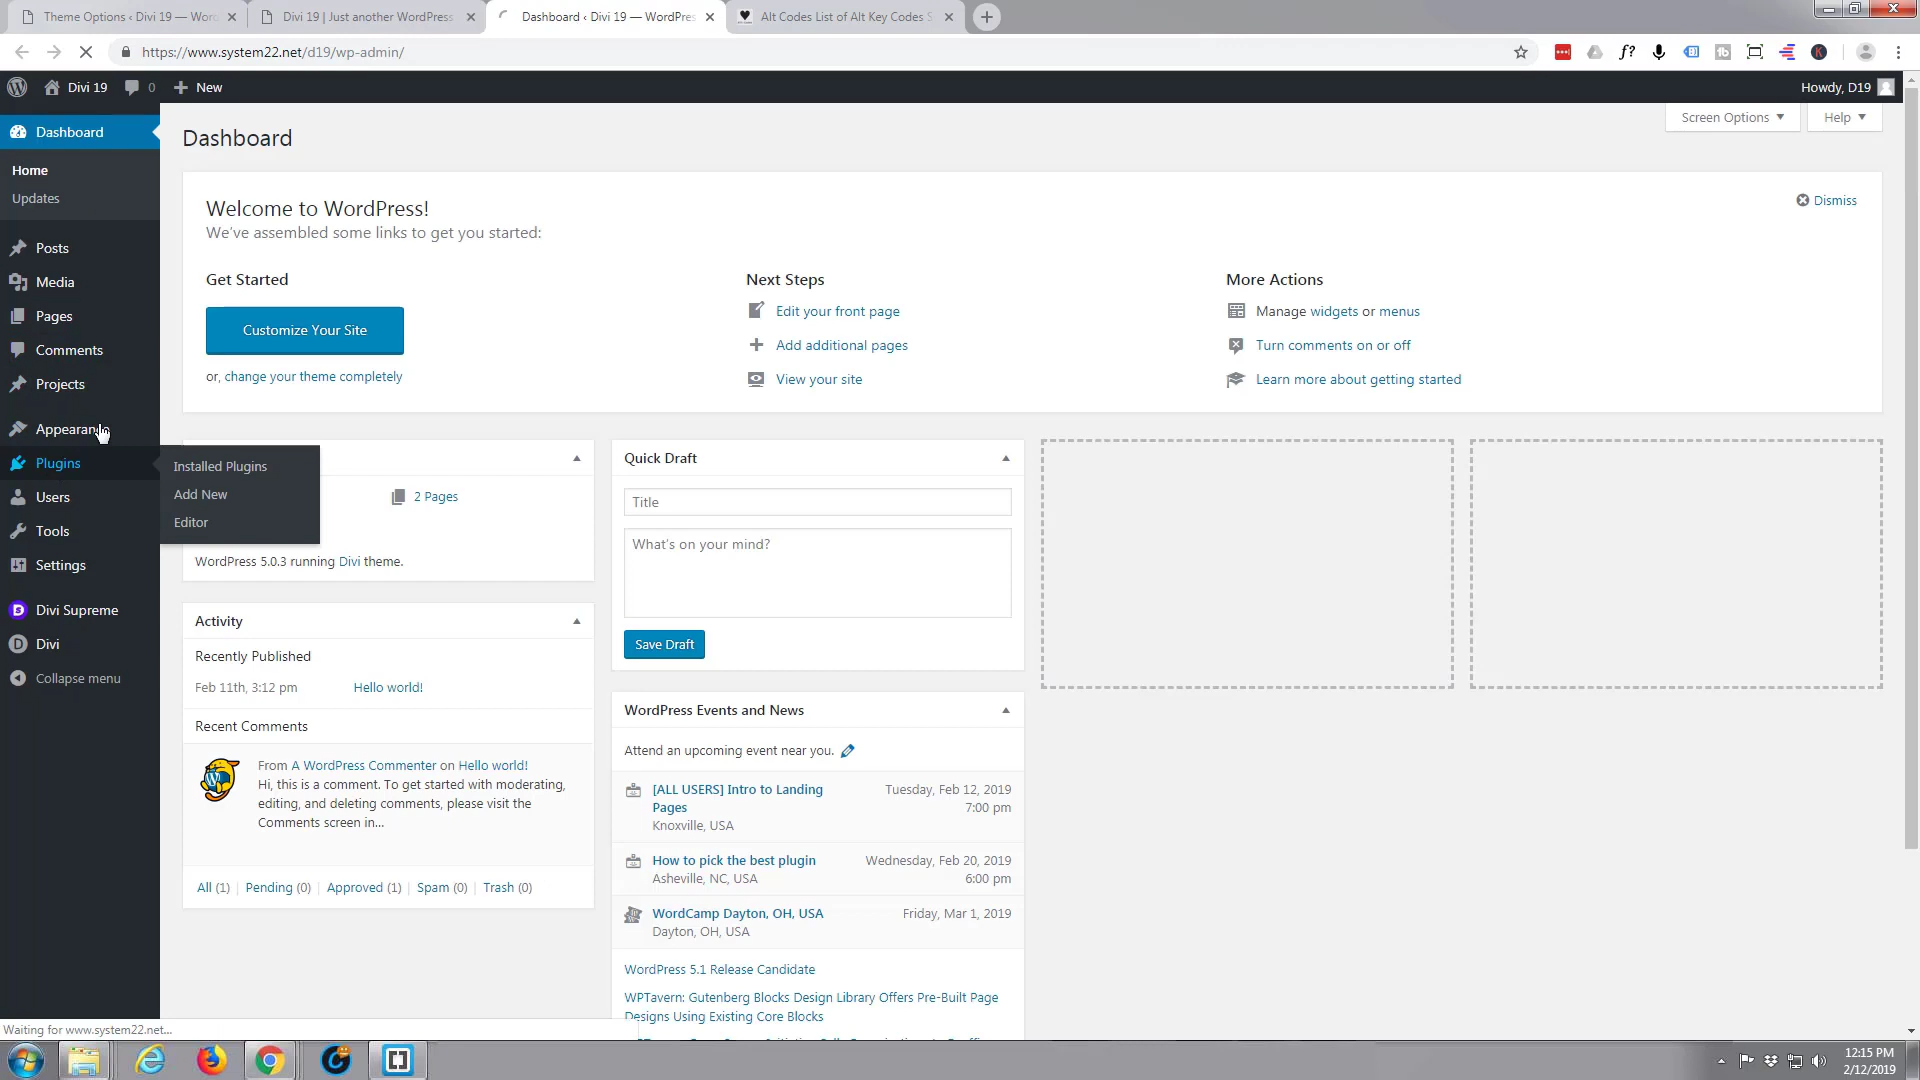 Theme Options ‹ Divi 19 — Wor
Divi 19 | Just another WordPress
Dashboard ‹ Divi 19 — WordPres
Alt Codes List of Alt Key Codes S
https://www.system22.net/d19/wp-admin/
Divi 19
0
New
Howdy, D19
Dashboard
Home
Updates
Posts
Media
Pages
Comments
Projects
Appearan
Plugins
Users
Tools
Settings
Divi Supreme
Divi
Collapse menu
Installed Plugins
Add New
Editor
Dashboard
Screen Options
Help
Welcome to WordPress!
We've assembled some links to get you started:
Dismiss
Get Started
Customize Your Site
or, change your theme completely
Next Steps
Edit your front page
Add additional pages
View your site
More Actions
Manage widgets or menus
Turn comments on or off
Learn more about getting started
2 Pages
WordPress 5.0.3 running Divi theme.
Activity
Recently Published
Feb 11th, 3:12 pm Hello world!
Recent Comments
From A WordPress Commenter on Hello world!
Hi, this is a comment. To get started with moderating,
editing, and deleting comments, please visit the
Comments screen in...
All (1) | Pending (0) | Approved (1) | Spam (0) | Trash (0)
Quick Draft
Title
What's on your mind?
Save Draft
WordPress Events and News
Attend an upcoming event near you.
[ALL USERS] Intro to Landing Tuesday, Feb 12, 2019
Pages 7:00 pm
Knoxville, USA
How to pick the best plugin Wednesday, Feb 20, 2019
Asheville, NC, USA 6:00 pm
WordCamp Dayton, OH, USA Friday, Mar 1, 2019
Dayton, OH, USA
WordPress 5.1 Release Candidate
WPTavern: Gutenberg Blocks Design Library Offers Pre-Built Page
Designs Using Existing Core Blocks
Waiting for www.system22.net...
12:15 PM
2/12/2019